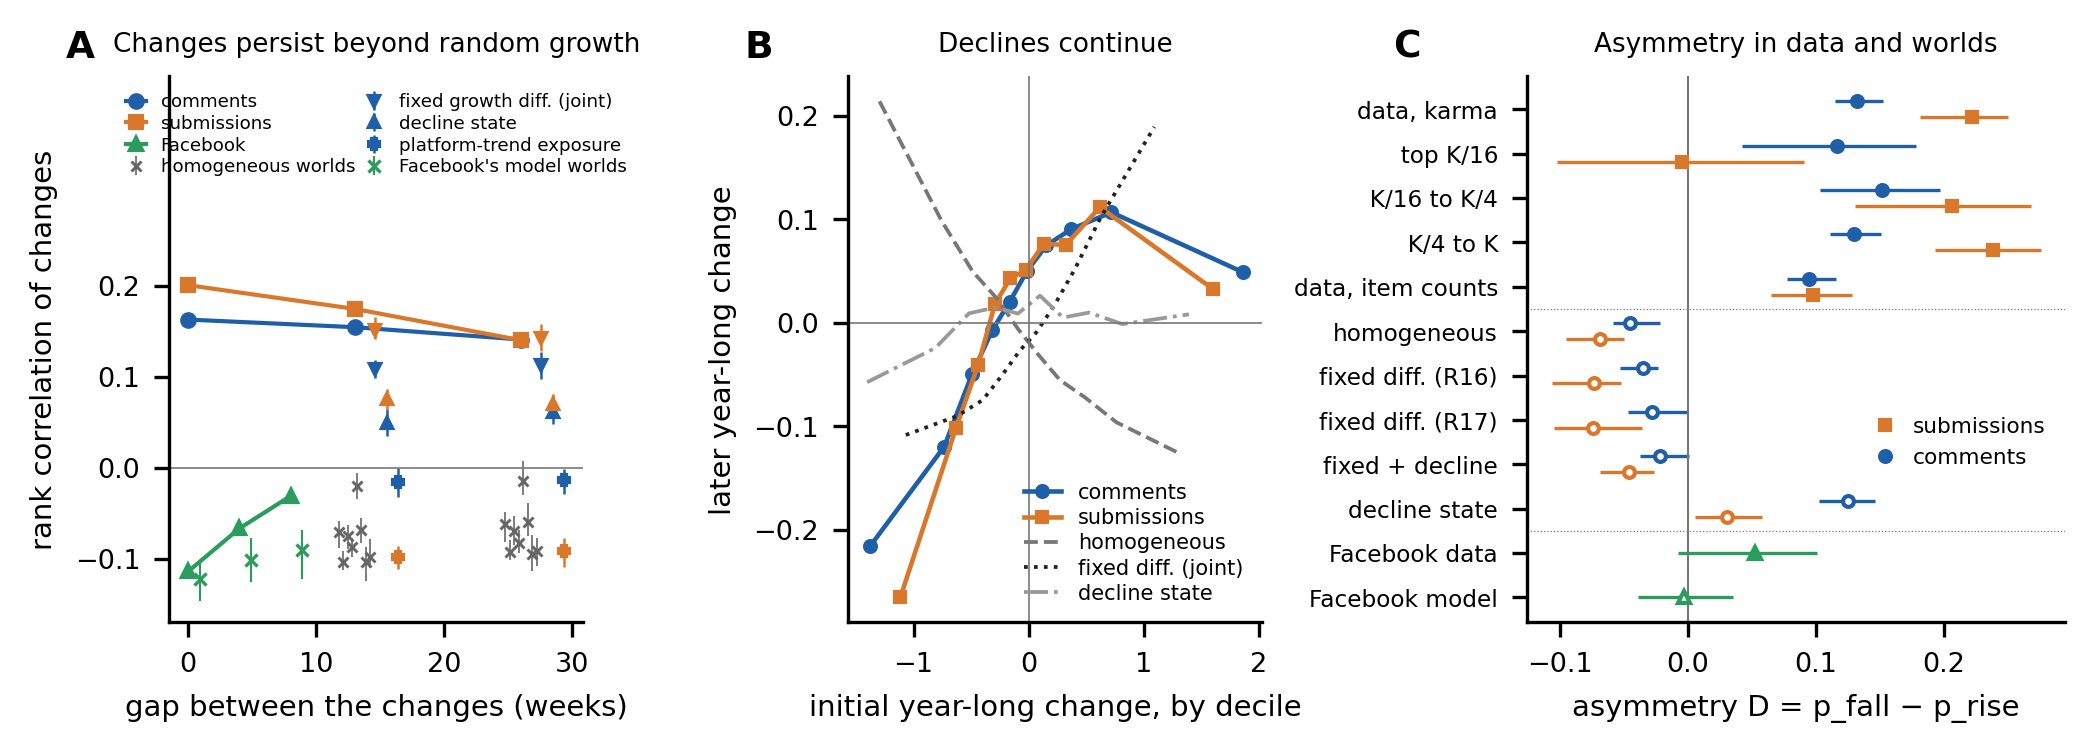 A Changes persist beyond random growth
comments
submissions
Facebook
homogeneous worlds
fixed growth diff. (joint)
decline state
platform-trend exposure
Facebook's model worlds
rank correlation of changes
0.2
0.1
0.0
−0.1
0 10 20 30
gap between the changes (weeks)
B Declines continue
later year-long change
0.2
0.1
0.0
−0.1
−0.2
comments
submissions
homogeneous
fixed diff. (joint)
decline state
−1 0 1 2
initial year-long change, by decile
C Asymmetry in data and worlds
data, karma
top K/16
K/16 to K/4
K/4 to K
data, item counts
homogeneous
fixed diff. (R16)
fixed diff. (R17)
fixed + decline
decline state
Facebook data
Facebook model
submissions
comments
−0.1 0.0 0.1 0.2
asymmetry D = p_fall − p_rise